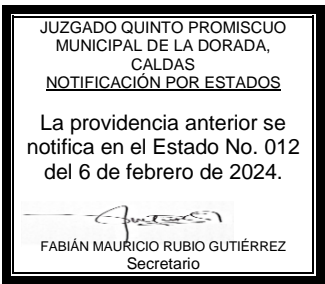 JUZGADO QUINTO PROMISCUO
MUNICIPAL DE LA DORADA,
CALDAS
NOTIFICACIÓN POR ESTADOS
La providencia anterior se
notifica en el Estado No. 012
del 6 de febrero de 2024.
FABIÁN MAURICIO RUBIO GUTIÉRREZ
Secretario